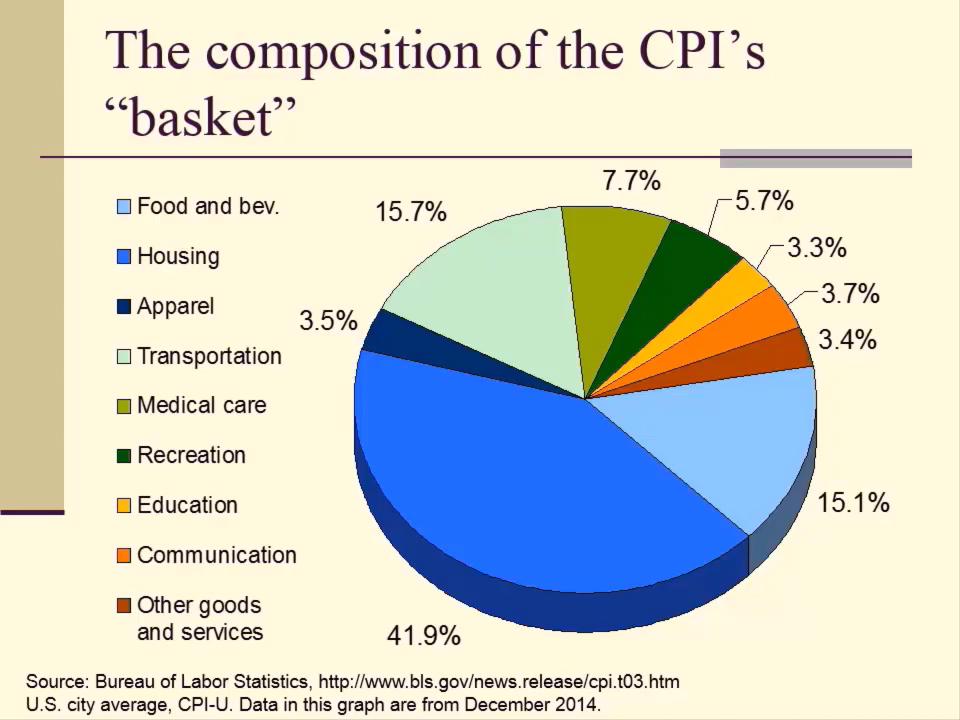 The composition of the CPI’s
“basket”
Food and bev.
Housing
Apparel
Transportation
Medical care
Recreation
Education
Communication
Other goods
and services
7.7%
5.7%
3.3%
3.7%
3.4%
15.1%
41.9%
3.5%
15.7%
Source: Bureau of Labor Statistics, http://www.bls.gov/news.release/cpi.t03.htm
U.S. city average, CPI-U. Data in this graph are from December 2014.